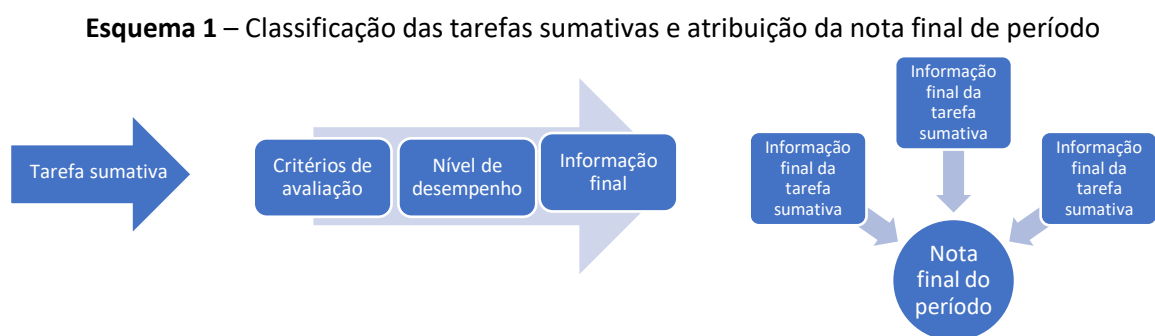 Esquema 1 – Classificação das tarefas sumativas e atribuição da nota final de período
Tarefa sumativa
Critérios de
avaliação
Nível de
desempenho
Informação
final
Informação
final da
tarefa
sumativa
Informação
final da
tarefa
sumativa
Informação
final da
tarefa
sumativa
Nota
final do
período